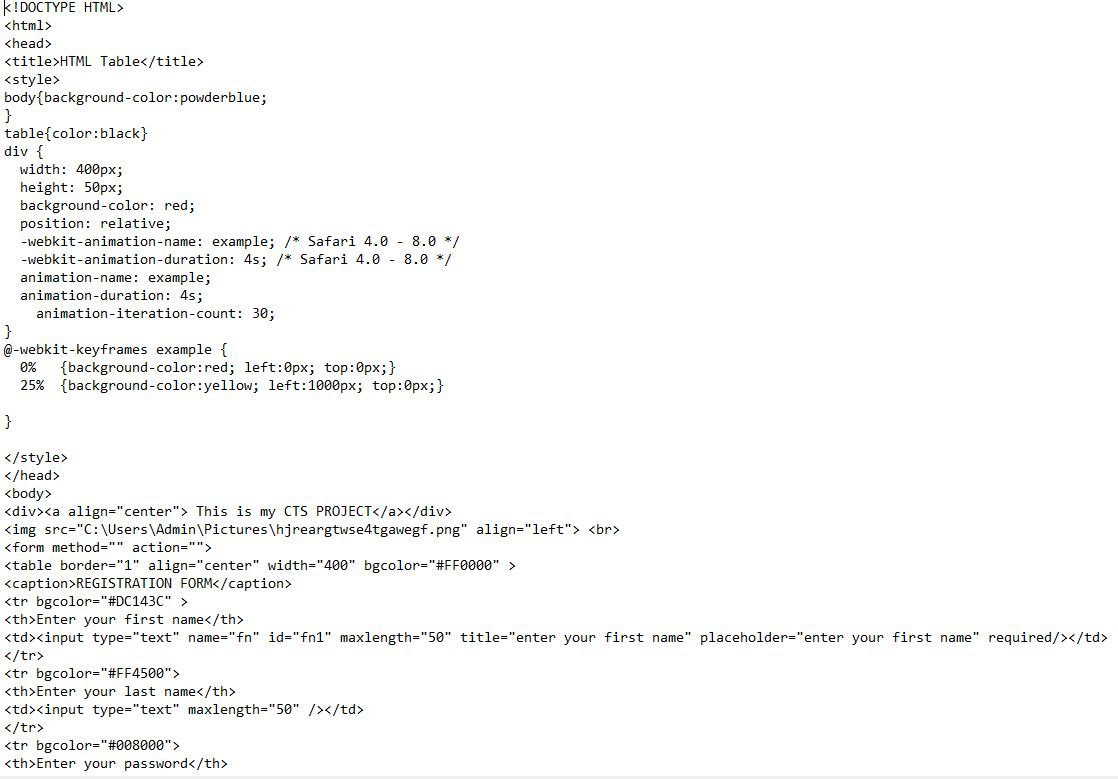 <!DOCTYPE HTML>
<html>
<head>
<title>HTML Table</title>
<style>
body{background-color:powderblue;
}
table{color:black}
div {
  width: 400px;
  height: 50px;
  background-color: red;
  position: relative;
  -webkit-animation-name: example; /* Safari 4.0 - 8.0 */
  -webkit-animation-duration: 4s; /* Safari 4.0 - 8.0 */
  animation-name: example;
  animation-duration: 4s;
    animation-iteration-count: 30;
}
@-webkit-keyframes example {
  0%   {background-color:red; left:0px; top:0px;}
  25%  {background-color:yellow; left:1000px; top:0px;}

}

</style>
</head>
<body>
<div><a align="center"> This is my CTS PROJECT</a></div>
<img src="C:\Users\Admin\Pictures\hjreargtwse4tgawegf.png" align="left"> <br>
<form method="" action="">
<table border="1" align="center" width="400" bgcolor="#FF0000" >
<caption>REGISTRATION FORM</caption>
<tr bgcolor="#DC143C" >
<th>Enter your first name</th>
<td><input type="text" name="fn" id="fn1" maxlength="50" title="enter your first name" placeholder="enter your first name" required/></td>
</tr>
<tr bgcolor="#FF4500">
<th>Enter your last name</th>
<td><input type="text" maxlength="50" /></td>
</tr>
<tr bgcolor="#008000">
<th>Enter your password</th>